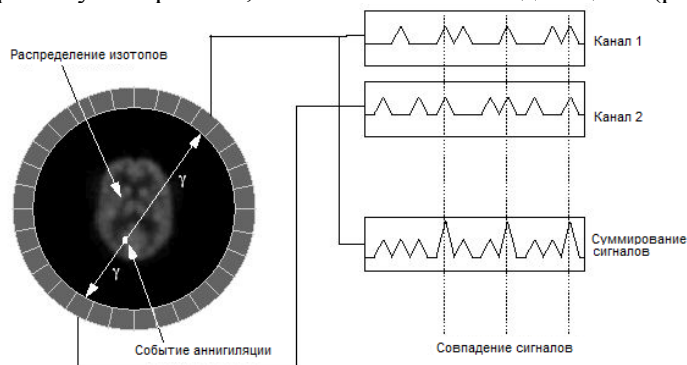 Канал 1
Распределение изотопов
Канал 2
γ
Суммирование
сигналов
γ
Событие аннигиляции
Совпадение сигналов